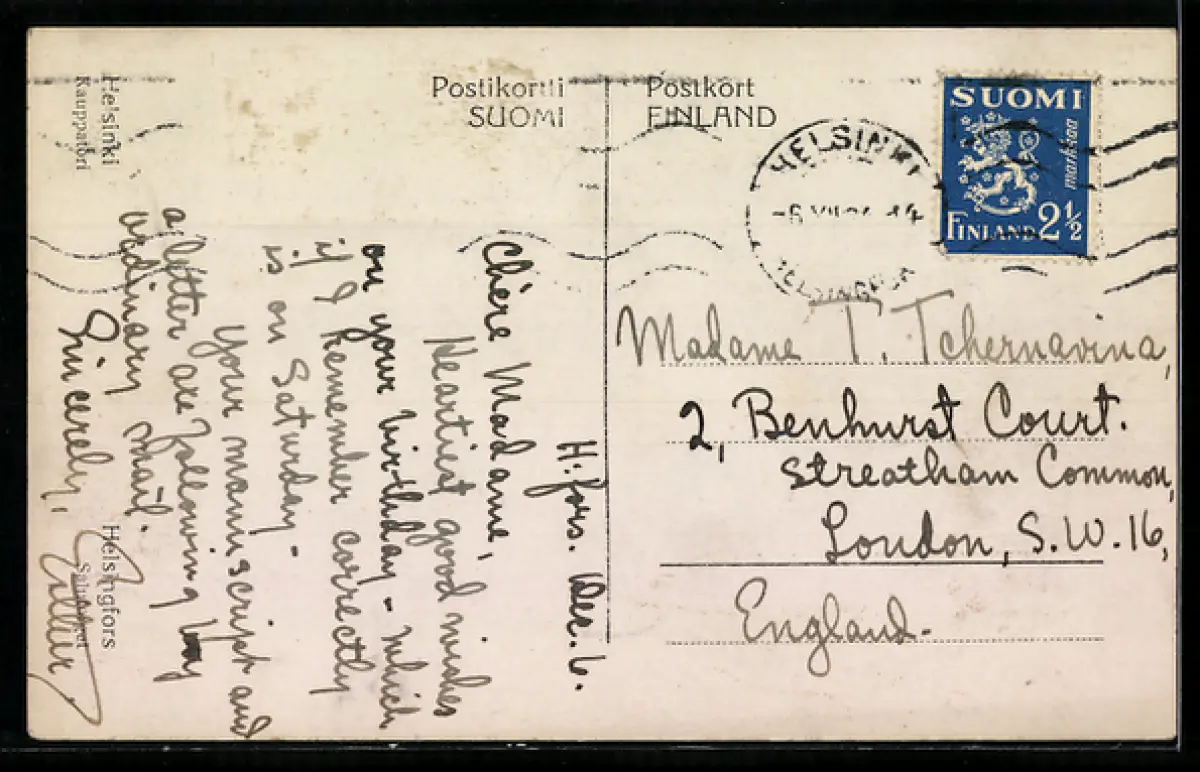 Postikortti
SUOMI
Postkort
FINLAND
Helsinki
Kauppatori
Helsingfors
HELSINKI
HELSINGFORS
SUOMI
markkaa
FINLAND 2½
H:fors. Dec. 6.
Chère Madame,
Heartiest good wishes
on your birthday - which
if I remember correctly
is on Saturday -
Your manuscript and
a letter are following by
ordinary mail.
Sincerely,
Madame T. Tchernavina,
2, Benhurst Court.
Streatham Common,
London, S.W. 16,
England.